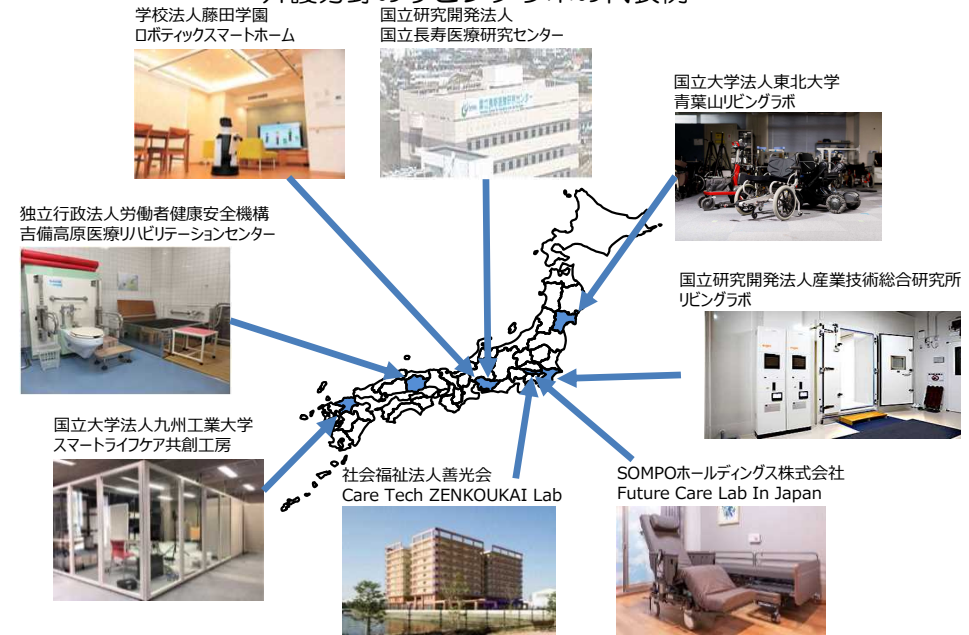 学校法人藤田学園
ロボティックスマートホーム
国立研究開発法人
国立長寿医療研究センター
国立大学法人東北大学
青葉山リビングラボ
独立行政法人労働者健康安全機構
吉備高原医療リハビリテーションセンター
国立研究開発法人産業技術総合研究所
リビングラボ
国立大学法人九州工業大学
スマートライフケア共創工房
社会福祉法人善光会
Care Tech ZENKOUKAI Lab
SOMPOホールディングス株式会社
Future Care Lab In Japan